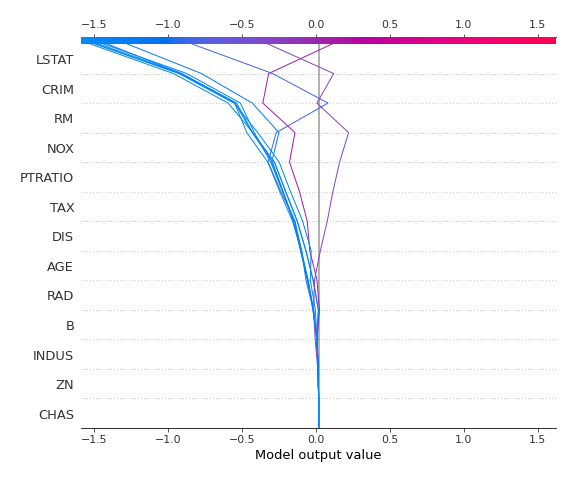 −1.5 −1.0 −0.5 0.0 0.5 1.0 1.5
LSTAT
CRIM
RM
NOX
PTRATIO
TAX
DIS
AGE
RAD
B
INDUS
ZN
CHAS
−1.5 −1.0 −0.5 0.0 0.5 1.0 1.5
Model output value